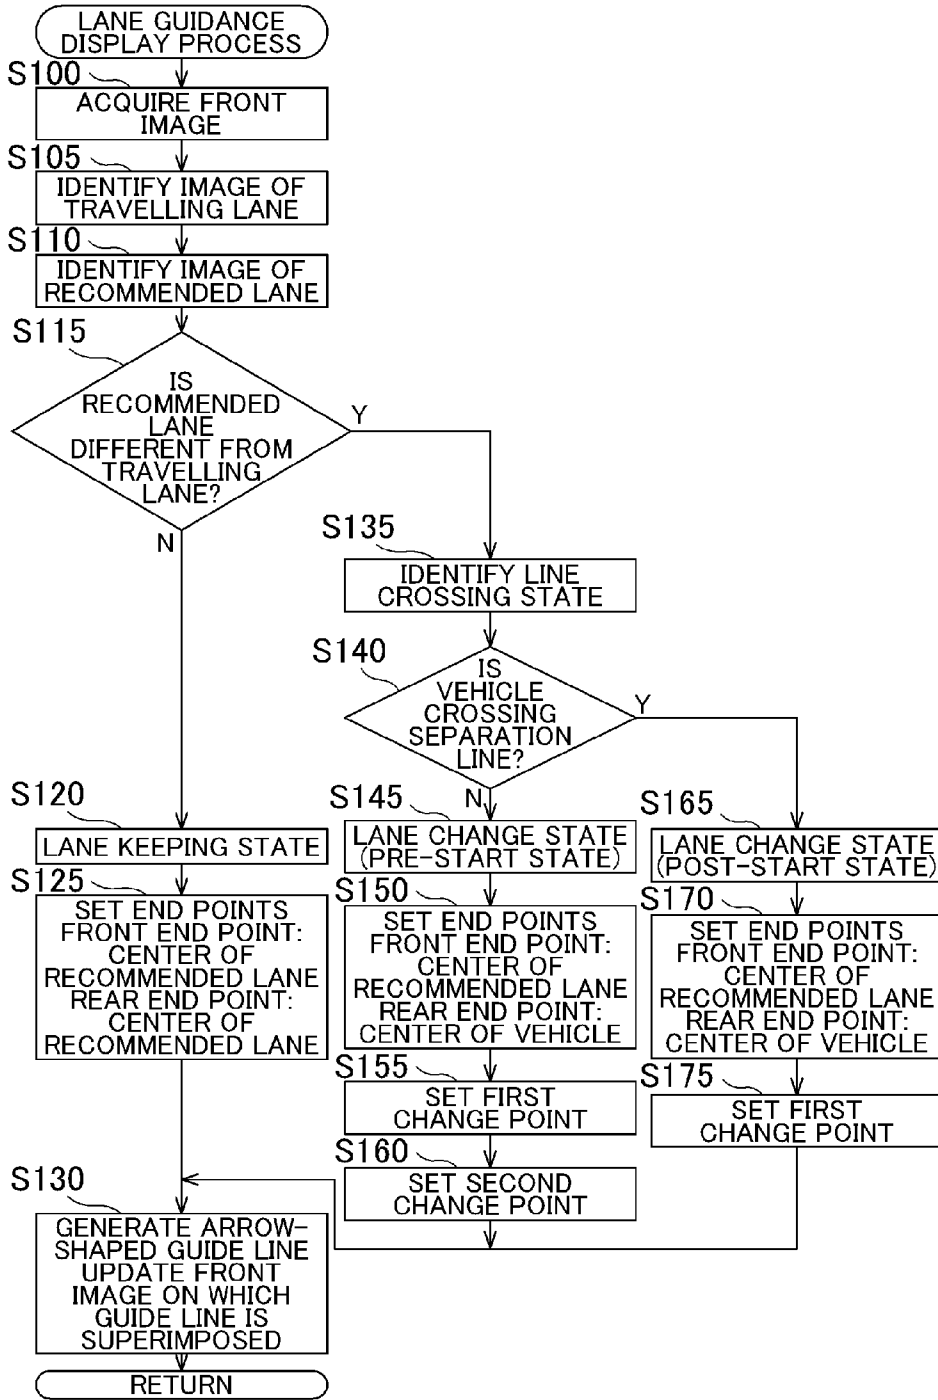 LANE GUIDANCE
DISPLAY PROCESS
S100
ACQUIRE FRONT
IMAGE
S105
IDENTIFY IMAGE OF
TRAVELLING LANE
S110
IDENTIFY IMAGE OF
RECOMMENDED LANE
S115
IS
RECOMMENDED
LANE
DIFFERENT FROM
TRAVELLING
LANE?
Y
N
S135
IDENTIFY LINE
CROSSING STATE
S140
IS
VEHICLE
CROSSING
SEPARATION
LINE?
Y
N
S120
LANE KEEPING STATE
S125
SET END POINTS
FRONT END POINT:
CENTER OF
RECOMMENDED LANE
REAR END POINT:
CENTER OF
RECOMMENDED LANE
S145
LANE CHANGE STATE
(PRE-START STATE)
S150
SET END POINTS
FRONT END POINT:
CENTER OF
RECOMMENDED LANE
REAR END POINT:
CENTER OF VEHICLE
S155
SET FIRST
CHANGE POINT
S160
SET SECOND
CHANGE POINT
S165
LANE CHANGE STATE
(POST-START STATE)
S170
SET END POINTS
FRONT END POINT:
CENTER OF
RECOMMENDED LANE
REAR END POINT:
CENTER OF VEHICLE
S175
SET FIRST
CHANGE POINT
S130
GENERATE ARROW-
SHAPED GUIDE LINE
UPDATE FRONT
IMAGE ON WHICH
GUIDE LINE IS
SUPERIMPOSED
RETURN